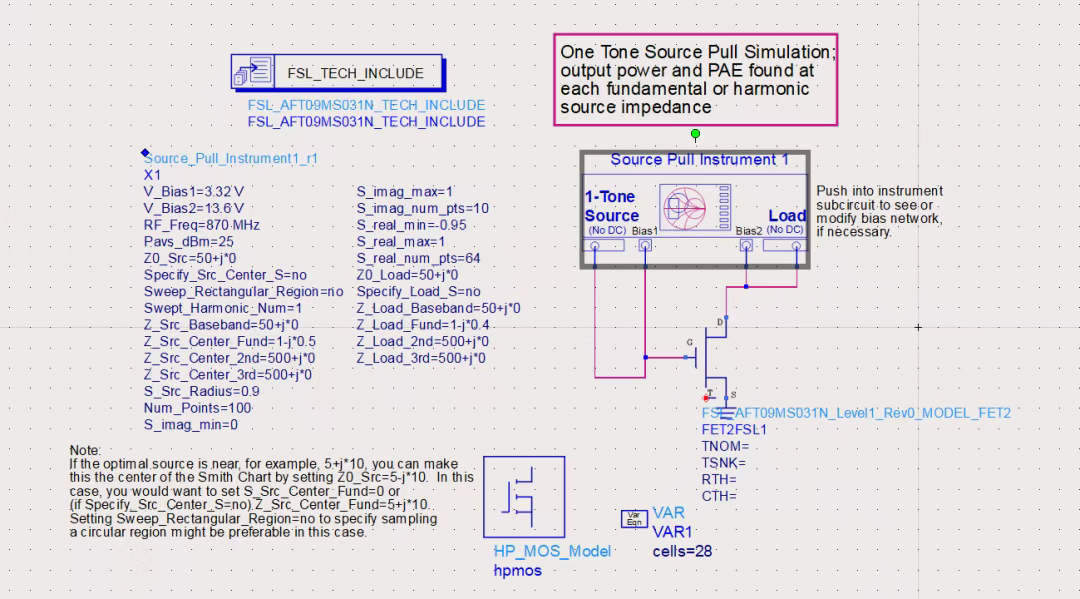 FSL_TECH_INCLUDE
FSL_AFT09MS031N_TECH_INCLUDE
FSL_AFT09MS031N_TECH_INCLUDE
One Tone Source Pull Simulation;
output power and PAE found at
each fundamental or harmonic
source impedance
Source_Pull_Instrument1_r1
X1
V_Bias1=3.32 V
V_Bias2=13.6 V
RF_Freq=870 MHz
Pavs_dBm=25
Z0_Src=50+j*0
Specify_Src_Center_S=no
Sweep_Rectangular_Region=no
Swept_Harmonic_Num=1
Z_Src_Baseband=50+j*0
Z_Src_Center_Fund=1-j*0.5
Z_Src_Center_2nd=500+j*0
Z_Src_Center_3rd=500+j*0
S_Src_Radius=0.9
Num_Points=100
S_imag_min=0
S_imag_max=1
S_imag_num_pts=10
S_real_min=-0.95
S_real_max=1
S_real_num_pts=64
Z0_Load=50+j*0
Specify_Load_S=no
Z_Load_Baseband=50+j*0
Z_Load_Fund=1-j*0.4
Z_Load_2nd=500+j*0
Z_Load_3rd=500+j*0
Source Pull Instrument 1
1-Tone
Source
(No DC)
Bias1
Bias2
Load
(No DC)
Push into instrument
subcircuit to see or
modify bias network,
if necessary.
D
G
T
S
FSL_AFT09MS031N_Level1_Rev0_MODEL_FET2
FET2FSL1
TNOM=
TSNK=
RTH=
CTH=
Note:
If the optimal source is near, for example, 5+j*10, you can make
this the center of the Smith Chart by setting Z0_Src=5-j*10.  In this
case, you would want to set S_Src_Center_Fund=0 or
(if Specify_Src_Center_S=no) Z_Src_Center_Fund=5+j*10.
Setting Sweep_Rectangular_Region=no to specify sampling
a circular region might be preferable in this case.
HP_MOS_Model
hpmos
Var
Eqn
VAR
VAR1
cells=28